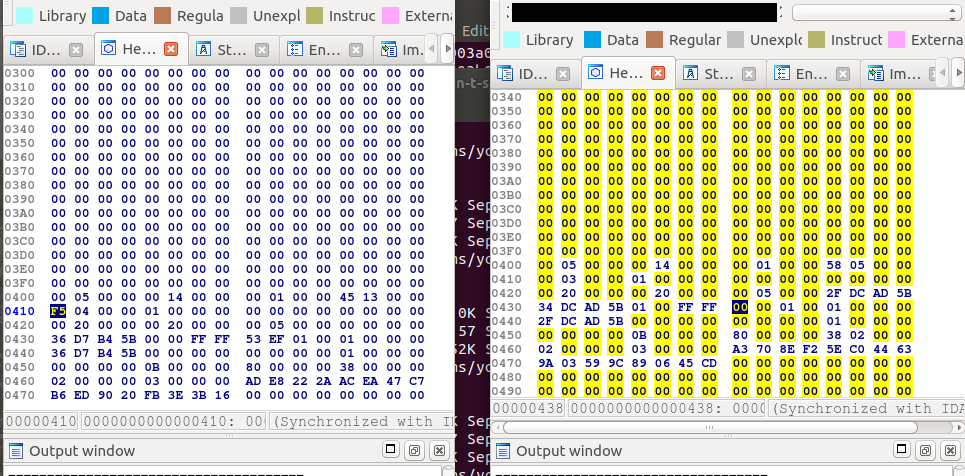 Library Data Regula Unexpl Instruc Externa
ID... He... St... En... Im
0300 00 00 00 00 00 00 00 00 00 00 00 00 00 00 00 00
0310 00 00 00 00 00 00 00 00 00 00 00 00 00 00 00 00
0320 00 00 00 00 00 00 00 00 00 00 00 00 00 00 00 00
0330 00 00 00 00 00 00 00 00 00 00 00 00 00 00 00 00
0340 00 00 00 00 00 00 00 00 00 00 00 00 00 00 00 00
0350 00 00 00 00 00 00 00 00 00 00 00 00 00 00 00 00
0360 00 00 00 00 00 00 00 00 00 00 00 00 00 00 00 00
0370 00 00 00 00 00 00 00 00 00 00 00 00 00 00 00 00
0380 00 00 00 00 00 00 00 00 00 00 00 00 00 00 00 00
0390 00 00 00 00 00 00 00 00 00 00 00 00 00 00 00 00
03A0 00 00 00 00 00 00 00 00 00 00 00 00 00 00 00 00
03B0 00 00 00 00 00 00 00 00 00 00 00 00 00 00 00 00
03C0 00 00 00 00 00 00 00 00 00 00 00 00 00 00 00 00
03D0 00 00 00 00 00 00 00 00 00 00 00 00 00 00 00 00
03E0 00 00 00 00 00 00 00 00 00 00 00 00 00 00 00 00
03F0 00 00 00 00 00 00 00 00 00 00 00 00 00 00 00 00
0400 00 05 00 00 00 14 00 00 00 01 00 00 45 13 00 00
0410 F5 04 00 00 01 00 00 00 00 00 00 00 00 00 00 00
0420 00 20 00 00 00 20 00 00 00 05 00 00 00 00 00 00
0430 36 D7 B4 5B 00 00 FF FF 53 EF 01 00 01 00 00 00
0440 36 D7 B4 5B 00 00 00 00 00 00 00 00 01 00 00 00
0450 00 00 00 00 0B 00 00 00 80 00 00 00 38 00 00 00
0460 02 00 00 00 03 00 00 00 AD E8 22 2A AC EA 47 C7
0470 B6 ED 90 20 FB 3E 3B 16 00 00 00 00 00 00 00 00
00000410 0000000000000410: 00 (Synchronized with ID
Output window
Edit
03a0
n-t-s
ns/yo
K Sep
7 Sep
K Sep
ns/yo
0K S
57
52K S
ns/yo
K Sep
7 Sep
K Sep
ns/yo
Library Data Regular Unexplo Instruct Externa
ID... He... St... En... Im
0340 00 00 00 00 00 00 00 00 00 00 00 00 00 00 00 00
0350 00 00 00 00 00 00 00 00 00 00 00 00 00 00 00 00
0360 00 00 00 00 00 00 00 00 00 00 00 00 00 00 00 00
0370 00 00 00 00 00 00 00 00 00 00 00 00 00 00 00 00
0380 00 00 00 00 00 00 00 00 00 00 00 00 00 00 00 00
0390 00 00 00 00 00 00 00 00 00 00 00 00 00 00 00 00
03A0 00 00 00 00 00 00 00 00 00 00 00 00 00 00 00 00
03B0 00 00 00 00 00 00 00 00 00 00 00 00 00 00 00 00
03C0 00 00 00 00 00 00 00 00 00 00 00 00 00 00 00 00
03D0 00 00 00 00 00 00 00 00 00 00 00 00 00 00 00 00
03E0 00 00 00 00 00 00 00 00 00 00 00 00 00 00 00 00
03F0 00 00 00 00 00 00 00 00 00 00 00 00 00 00 00 00
0400 00 05 00 00 00 14 00 00 00 01 00 00 58 05 00 00
0410 00 03 00 00 01 00 00 00 00 00 00 00 00 00 00 00
0420 00 20 00 00 00 20 00 00 00 05 00 00 2F DC AD 5B
0430 34 DC AD 5B 01 00 FF FF 00 00 01 00 01 00 00 00
0440 2F DC AD 5B 00 00 00 00 00 00 00 00 01 00 00 00
0450 00 00 00 00 0B 00 00 00 80 00 00 00 38 02 00 00
0460 02 00 00 00 03 00 00 00 A3 70 8E F2 5E C0 44 63
0470 9A 03 59 9C 89 06 45 CD 00 00 00 00 00 00 00 00
0480 00 00 00 00 00 00 00 00 00 00 00 00 00 00 00 00
0490 00 00 00 00 00 00 00 00 00 00 00 00 00 00 00 00
00000438 0000000000000438: 000 (Synchronized with IDA
Output window